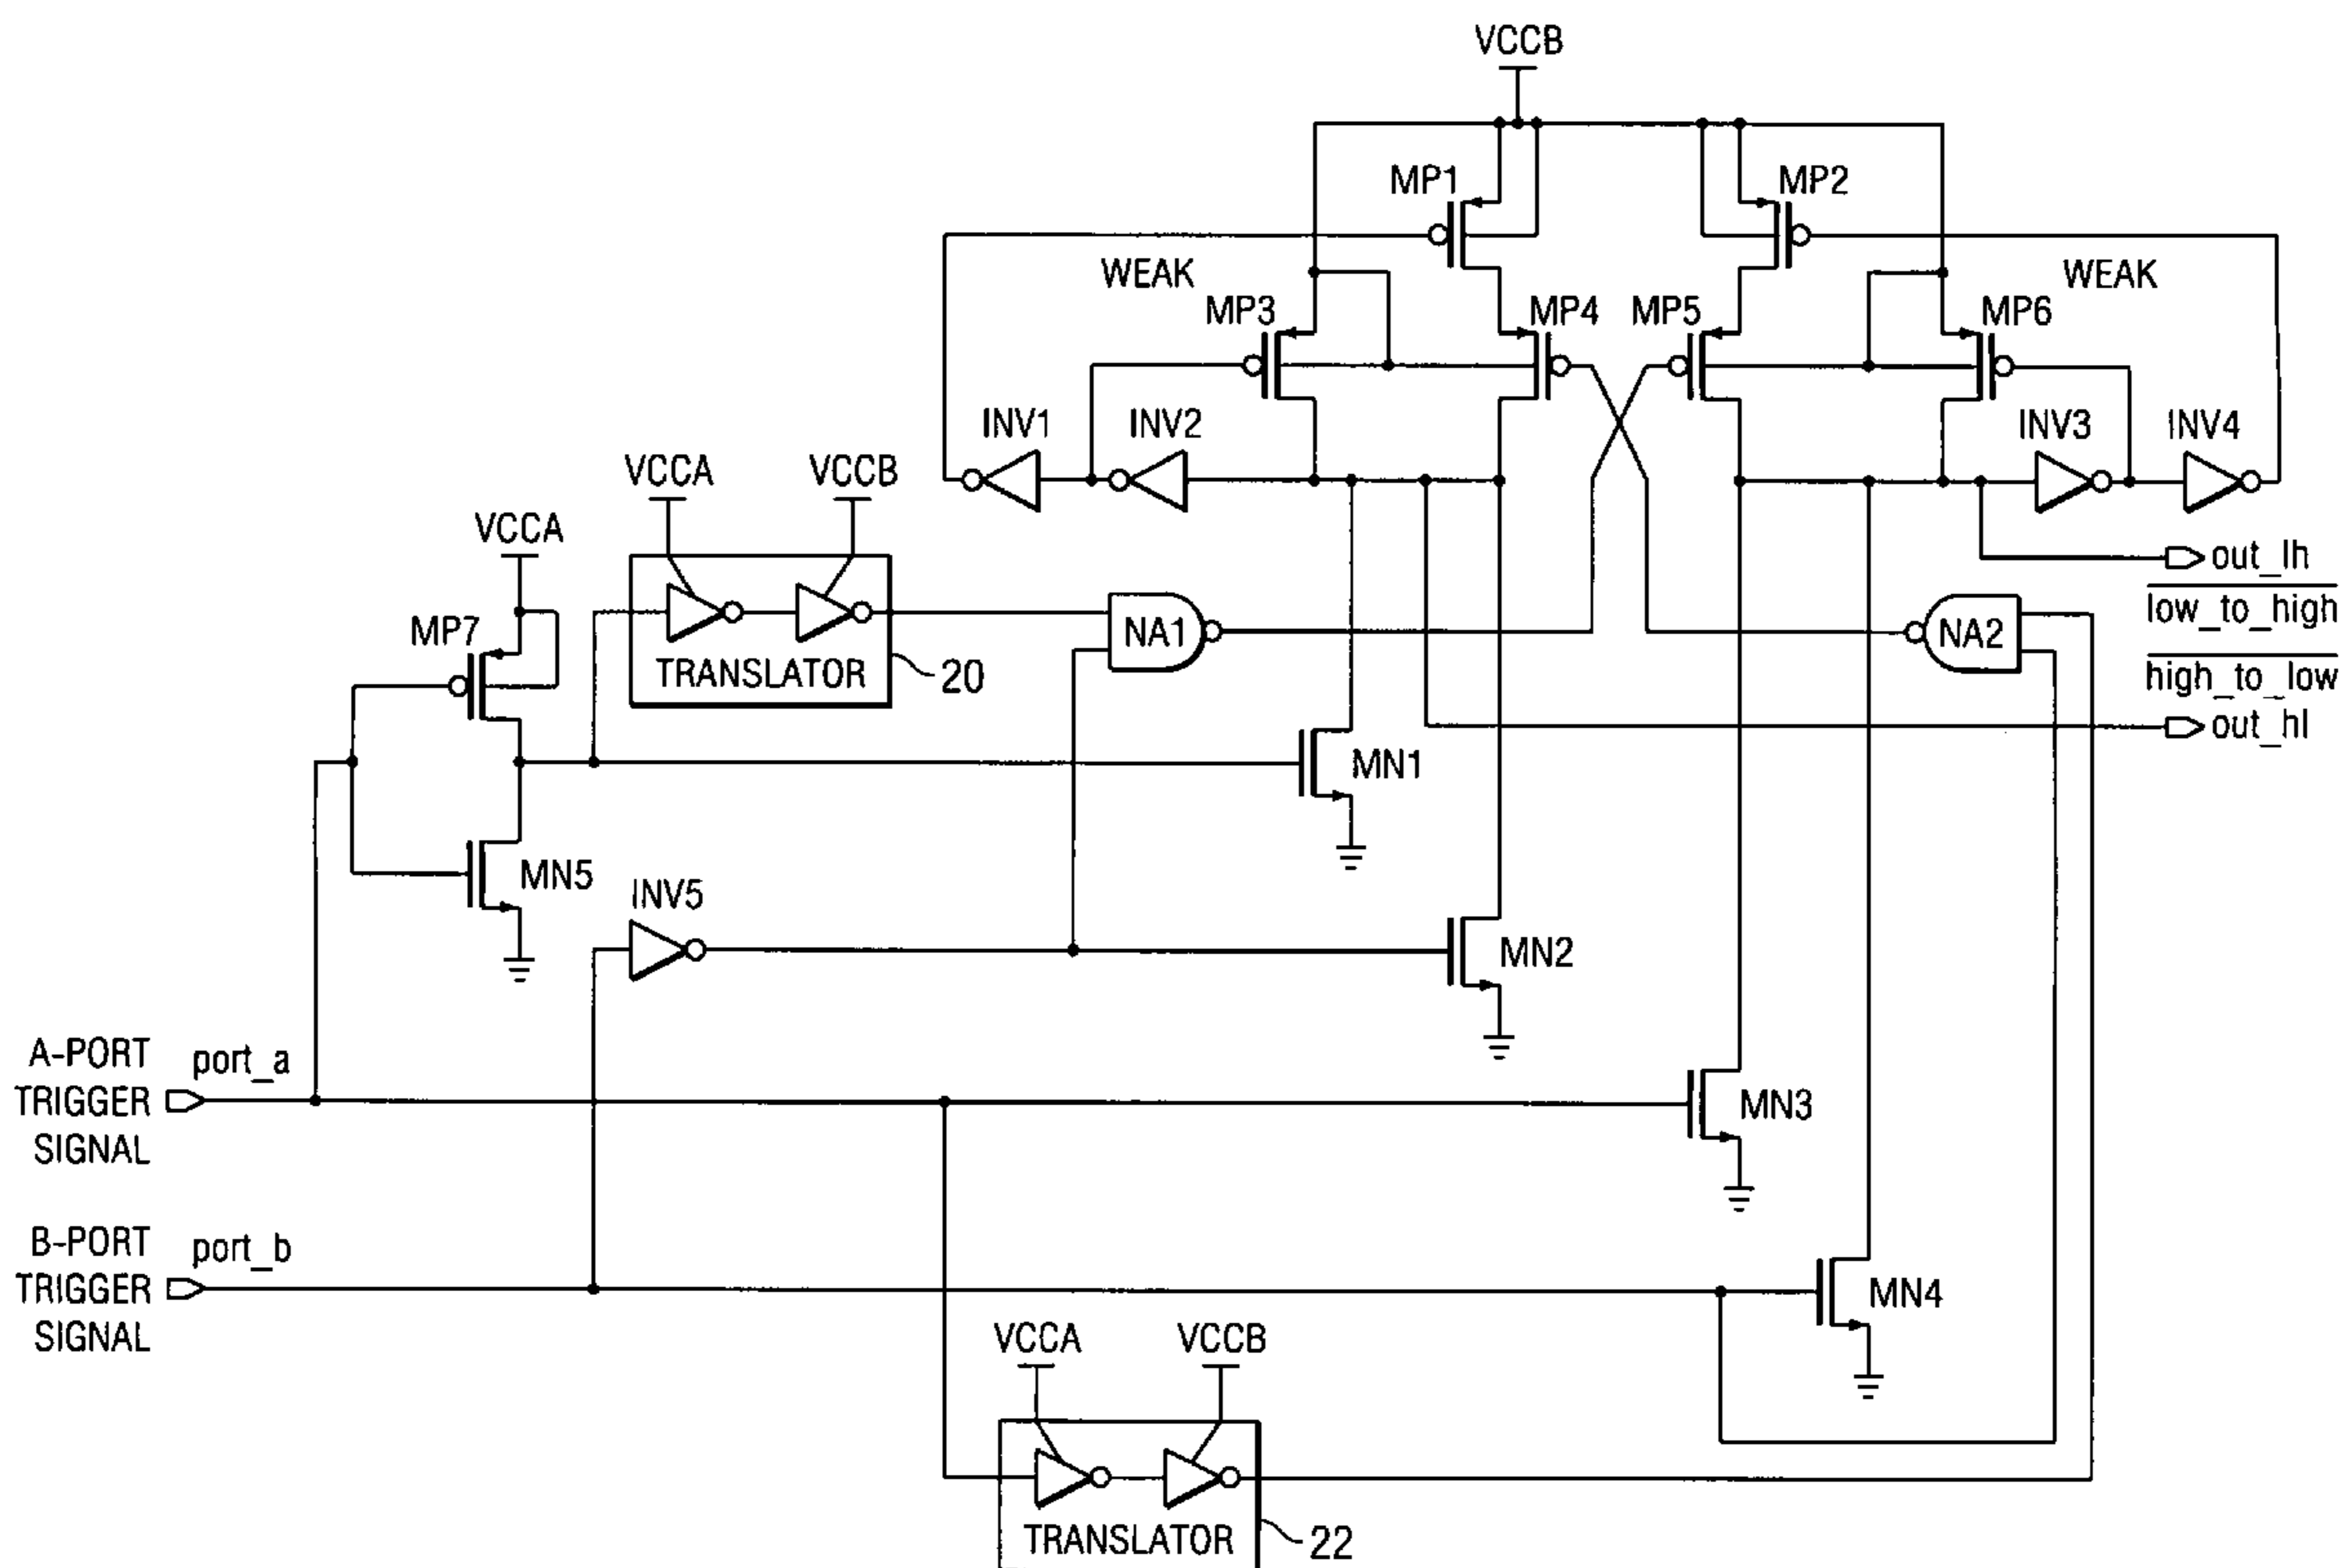 VCCB
MP1
MP2
WEAK
WEAK
MP3
MP4
MP5
MP6
INV1
INV2
INV3
INV4
VCCA
VCCB
VCCA
out_lh
low_to_high
MP7
NA1
NA2
TRANSLATOR
20
high_to_low
out_hl
MN1
MN5
INV5
MN2
A-PORT
TRIGGER
SIGNAL
port_a
MN3
B-PORT
TRIGGER
SIGNAL
port_b
MN4
VCCA
VCCB
TRANSLATOR
22